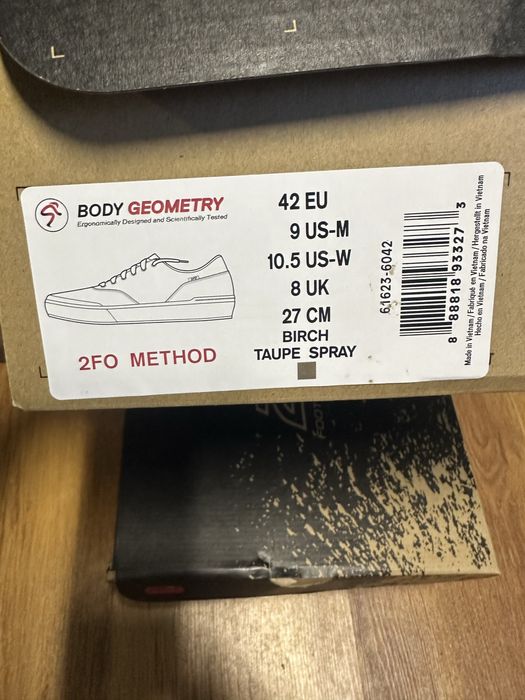 BODY GEOMETRY
Ergonomically Designed and Scientifically Tested
2FO METHOD
42 EU
9 US-M
10.5 US-W
8 UK
27 CM
BIRCH
TAUPE SPRAY
61623-6042
8 88818 93327 3
Made in Vietnam / Fabriqué en Vietnam / Hergestellt in Vietnam
Hecho en Vietnam / Fabricado na Vietnam